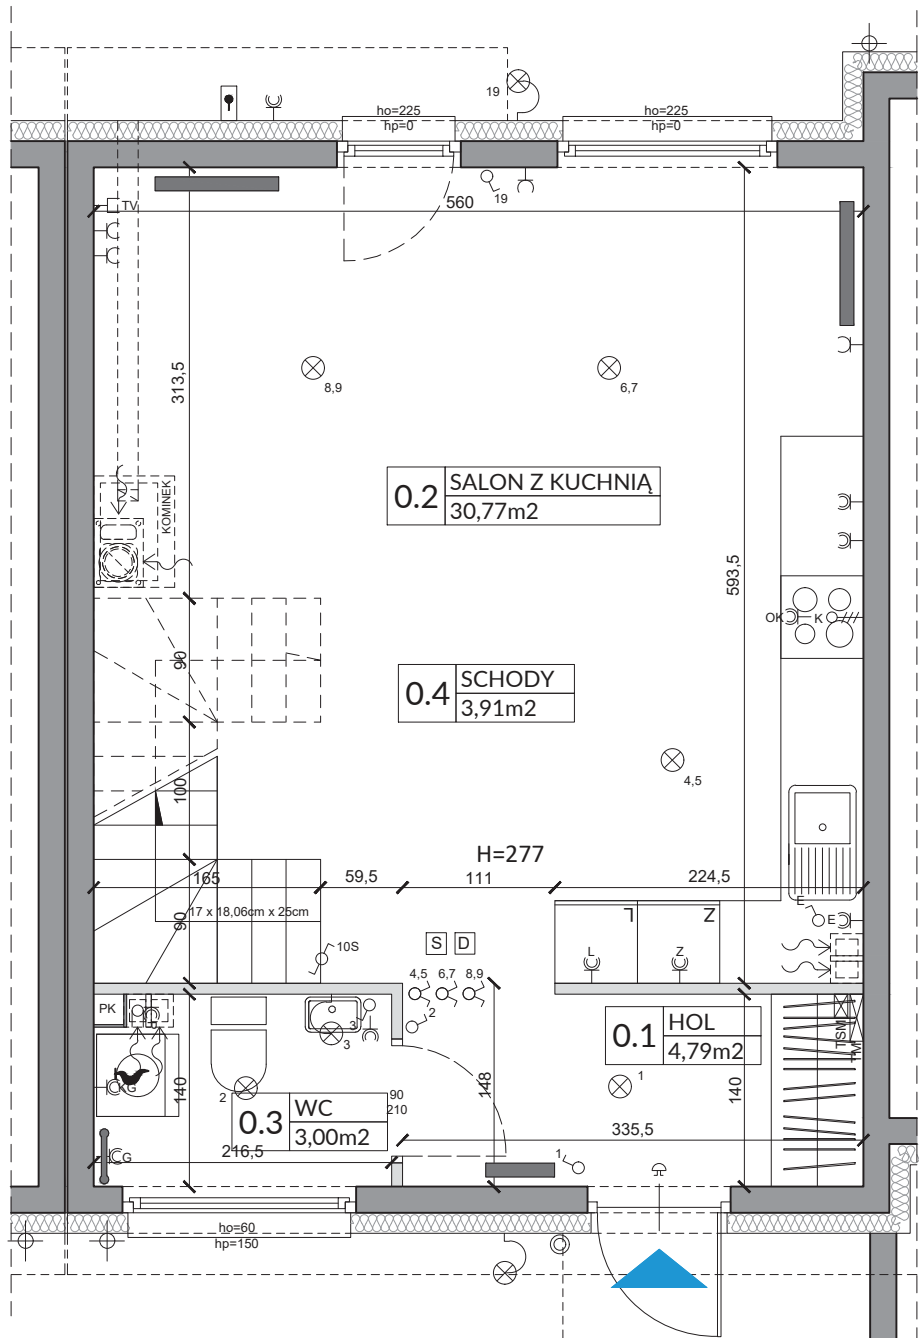 19
ho=225
hp=0
ho=225
hp=0
19
TV
560
313,5
8,9
6,7
0.2
SALON Z KUCHNIĄ
30,77m2
KOMINEK
593,5
OK
K
90
0.4
SCHODY
3,91m2
4,5
100
H=277
165
59,5
111
224,5
90
17 x 18,06cm x 25cm
L
Z
E
E
10S
S
D
L
Z
4,5
6,7
8,9
2
PK
P
3
3
0.1
HOL
4,79m2
TSM
TM
KG
140
2
148
1
140
90
210
0.3
WC
3,00m2
335,5
216,5
G
1
ho=60
hp=150